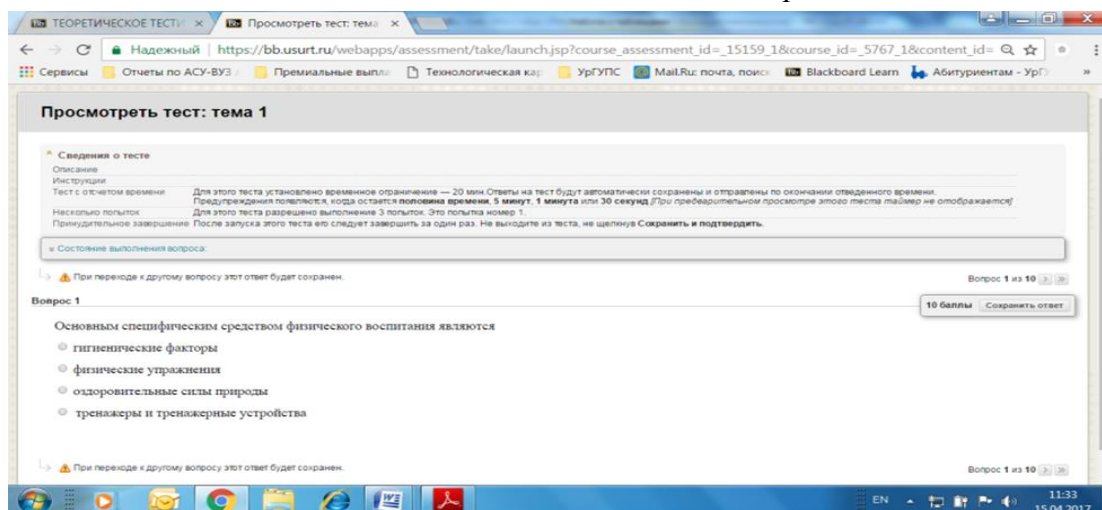 ТЕОРЕТИЧЕСКОЕ ТЕСТИ
Просмотреть тест: тема
Надежный https://bb.usurt.ru/webapps/assessment/take/launch.jsp?course_assessment_id=_15159_1&course_id=_5767_1&content_id=
Сервисы Отчеты по АСУ-ВУЗ Премиальные выпла Технологическая кар УрГУПС Mail.Ru: почта, поиск Blackboard Learn Абитуриентам - УрГУ
Просмотреть тест: тема 1
Сведения о тесте
Описание
Инструкции
Тест с отсчетом времени Для этого теста установлено временное ограничение — 20 мин.Ответы на тест будут автоматически сохранены и отправлены по окончании отведенного времени.
Предупреждения появляются, когда остается половина времени, 5 минут, 1 минута или 30 секунд.[При предварительном просмотре этого теста таймер не отображается]
Несколько попыток Для этого теста разрешено выполнение 3 попыток. Это попытка номер 1.
Принудительное завершение После запуска этого теста его следует завершить за один раз. Не выходите из теста, не щелкнув Сохранить и подтвердить.
Состояние выполнения вопроса:
При переходе к другому вопросу этот ответ будет сохранен. Вопрос 1 из 10
Вопрос 1 10 баллы Сохранить ответ
Основным специфическим средством физического воспитания являются
гигиенические факторы
физические упражнения
оздоровительные силы природы
тренажеры и тренажерные устройства
При переходе к другому вопросу этот ответ будет сохранен. Вопрос 1 из 10
EN 11:33
15.04.2017